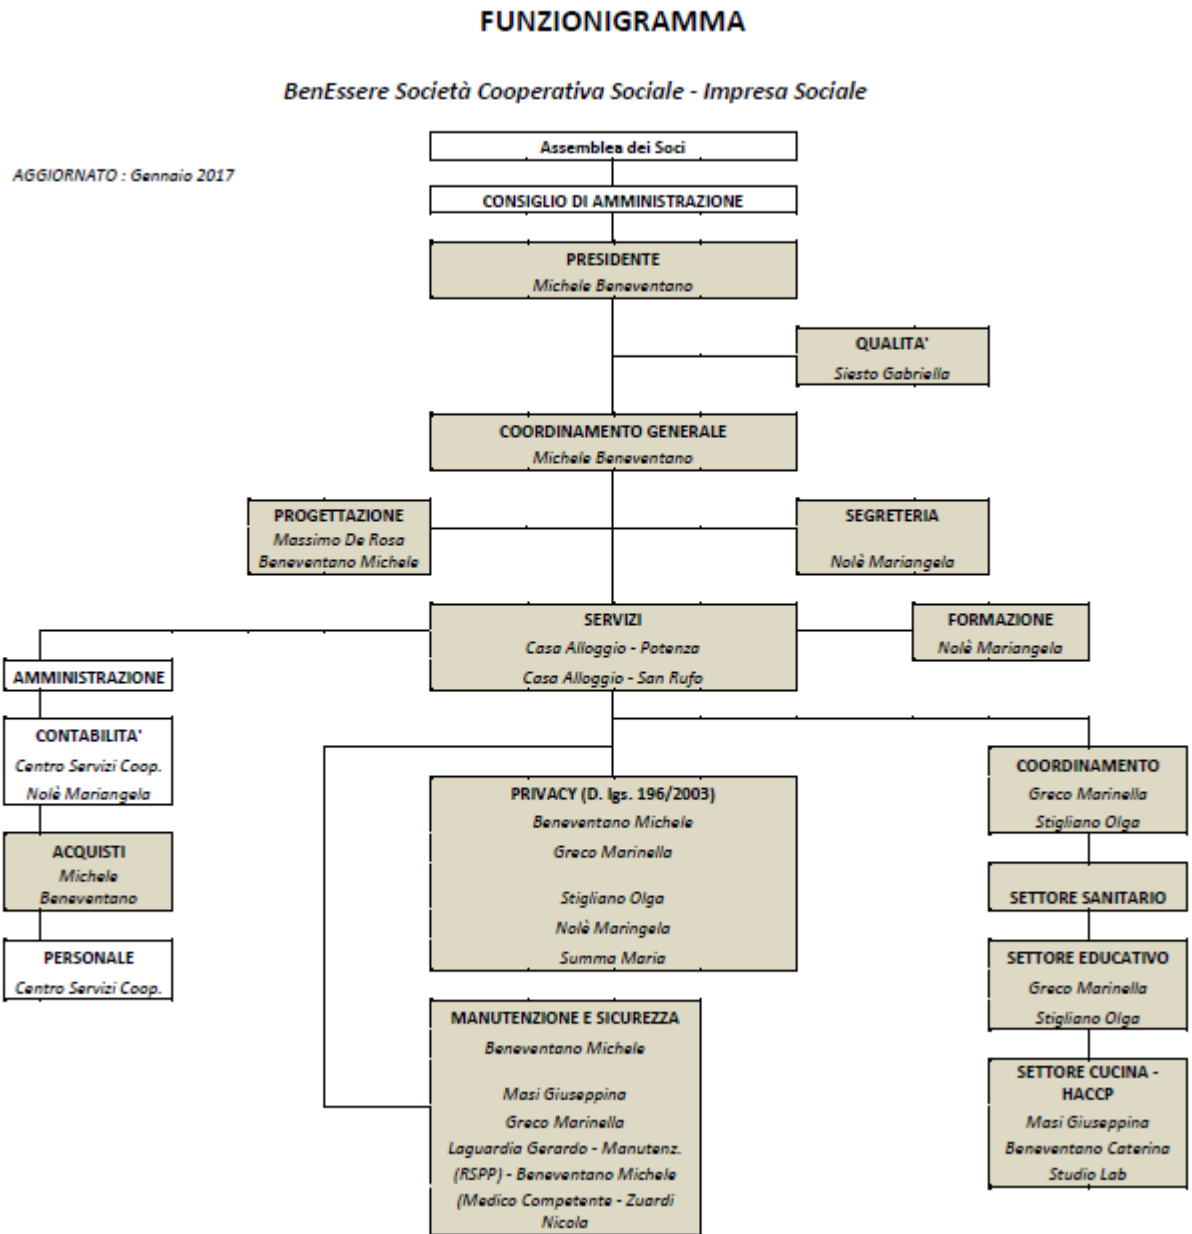 FUNZIONIGRAMMA
BenEssere Società Cooperativa Sociale - Impresa Sociale
Assemblea dei Soci
AGGIORNATO : Gennaio 2017
CONSIGLIO DI AMMINISTRAZIONE
PRESIDENTE
Michele Beneventano
QUALITA'
Siesto Gabriella
COORDINAMENTO GENERALE
Michele Beneventano
PROGETTAZIONE
Massimo De Rosa
Beneventano Michele
SEGRETERIA
Nolè Mariangela
SERVIZI
Casa Alloggio - Potenza
Casa Alloggio - San Rufo
FORMAZIONE
Nolè Mariangela
AMMINISTRAZIONE
CONTABILITA'
Centro Servizi Coop.
Nolè Mariangela
ACQUISTI
Michele
Beneventano
PERSONALE
Centro Servizi Coop.
PRIVACY (D. lgs. 196/2003)
Beneventano Michele
Greco Marinella
Stigliano Olga
Nolè Maringela
Summa Maria
MANUTENZIONE E SICUREZZA
Beneventano Michele
Masi Giuseppina
Greco Marinella
Laguardia Gerardo - Manutenz.
(RSPP) - Beneventano Michele
(Medico Competente - Zuardi
Nicola
COORDINAMENTO
Greco Marinella
Stigliano Olga
SETTORE SANITARIO
SETTORE EDUCATIVO
Greco Marinella
Stigliano Olga
SETTORE CUCINA -
HACCP
Masi Giuseppina
Beneventano Caterina
Studio Lab